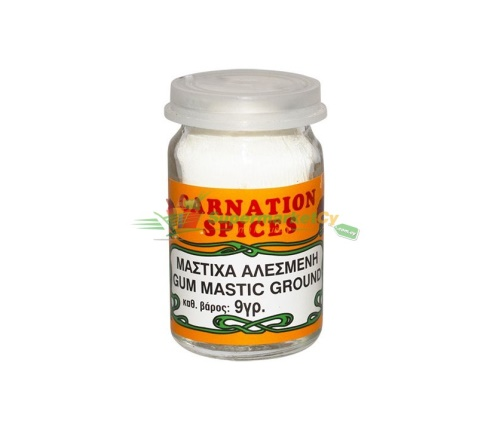 CARNATION
SPICES
ΜΑΣΤΙΧΑ ΑΛΕΣΜΕΝΗ
GUM MASTIC GROUND
καθ. βάρος: 9γρ.